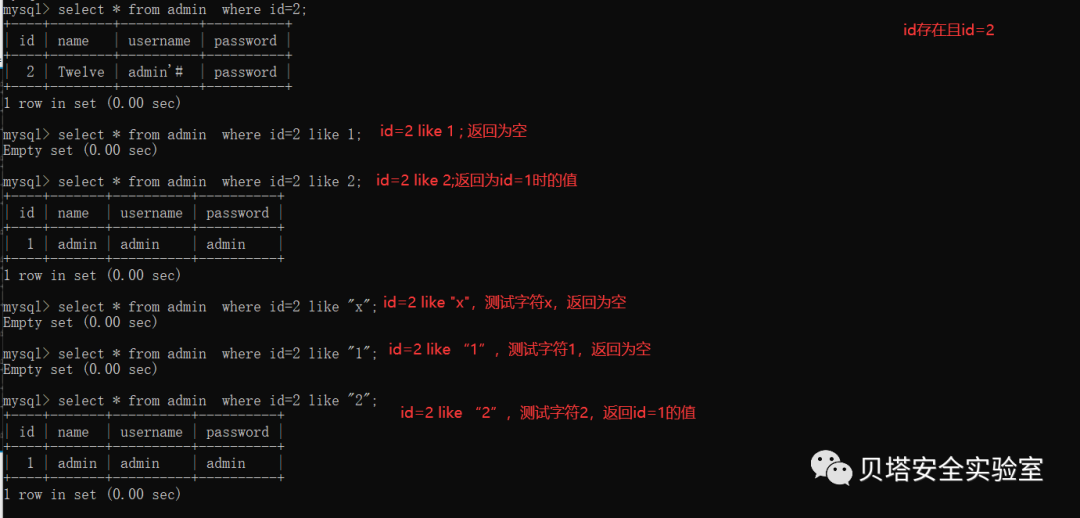 mysql> select * from admin  where id=2;
id存在且id=2
| id | name   | username | password |
|  2 | Twelve | admin'#  | password |
1 row in set (0.00 sec)
mysql> select * from admin  where id=2 like 1; id=2 like 1 ; 返回为空
Empty set (0.00 sec)
mysql> select * from admin  where id=2 like 2; id=2 like 2;返回为id=1时的值
| id | name  | username | password |
|  1 | admin | admin    | admin    |
1 row in set (0.00 sec)
mysql> select * from admin  where id=2 like "x"; id=2 like "x"，测试字符x，返回为空
Empty set (0.00 sec)
mysql> select * from admin  where id=2 like "1"; id=2 like “1”，测试字符1，返回为空
Empty set (0.00 sec)
mysql> select * from admin  where id=2 like "2"; id=2 like “2”，测试字符2，返回id=1的值
| id | name  | username | password |
|  1 | admin | admin    | admin    |
1 row in set (0.00 sec)
贝塔安全实验室